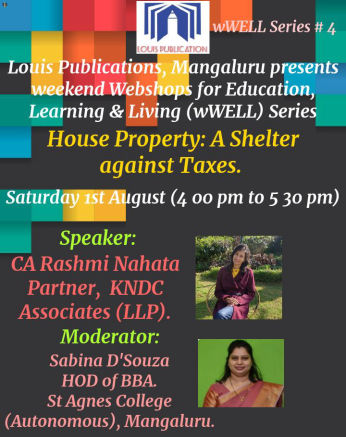 wWELL Series # 4
LOUIS PUBLICATION
Louis Publications, Mangaluru presents
weekend Webshops for Education,
Learning & Living (wWELL) Series
House Property: A Shelter
against Taxes.
Saturday 1st August (4 00 pm to 5 30 pm)
Speaker:
CA Rashmi Nahata
Partner, KNDC
Associates (LLP).
Moderator:
Sabina D'Souza
HOD of BBA.
St Agnes College
(Autonomous), Mangaluru.